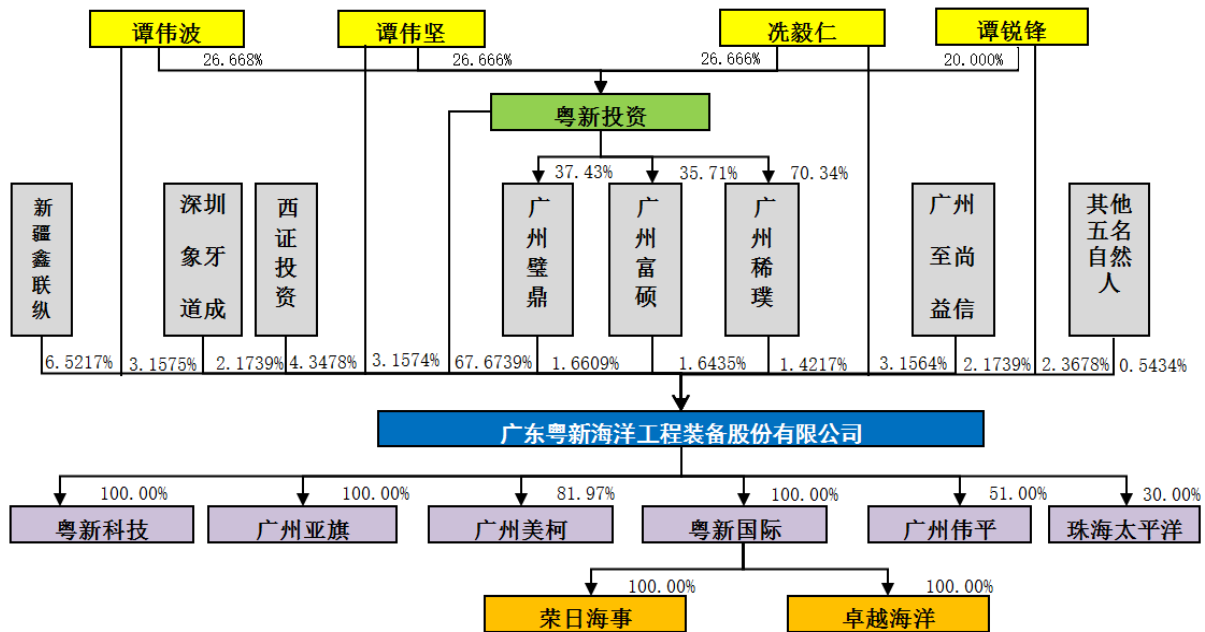 谭伟波
谭伟坚
冼毅仁
谭锐锋
26.668%
26.666%
26.666%
20.000%
粤新投资
37.43%
35.71%
70.34%
新疆鑫联纵
深圳象牙道成
西证投资
广州璧鼎
广州富硕
广州稀璞
广州至尚益信
其他五名自然人
6.5217%
3.1575%
2.1739%
4.3478%
3.1574%
67.6739%
1.6609%
1.6435%
1.4217%
3.1564%
2.1739%
2.3678%
0.5434%
广东粤新海洋工程装备股份有限公司
100.00%
100.00%
81.97%
100.00%
51.00%
30.00%
粤新科技
广州亚旗
广州美柯
粤新国际
广州伟平
珠海太平洋
100.00%
100.00%
荣日海事
卓越海洋